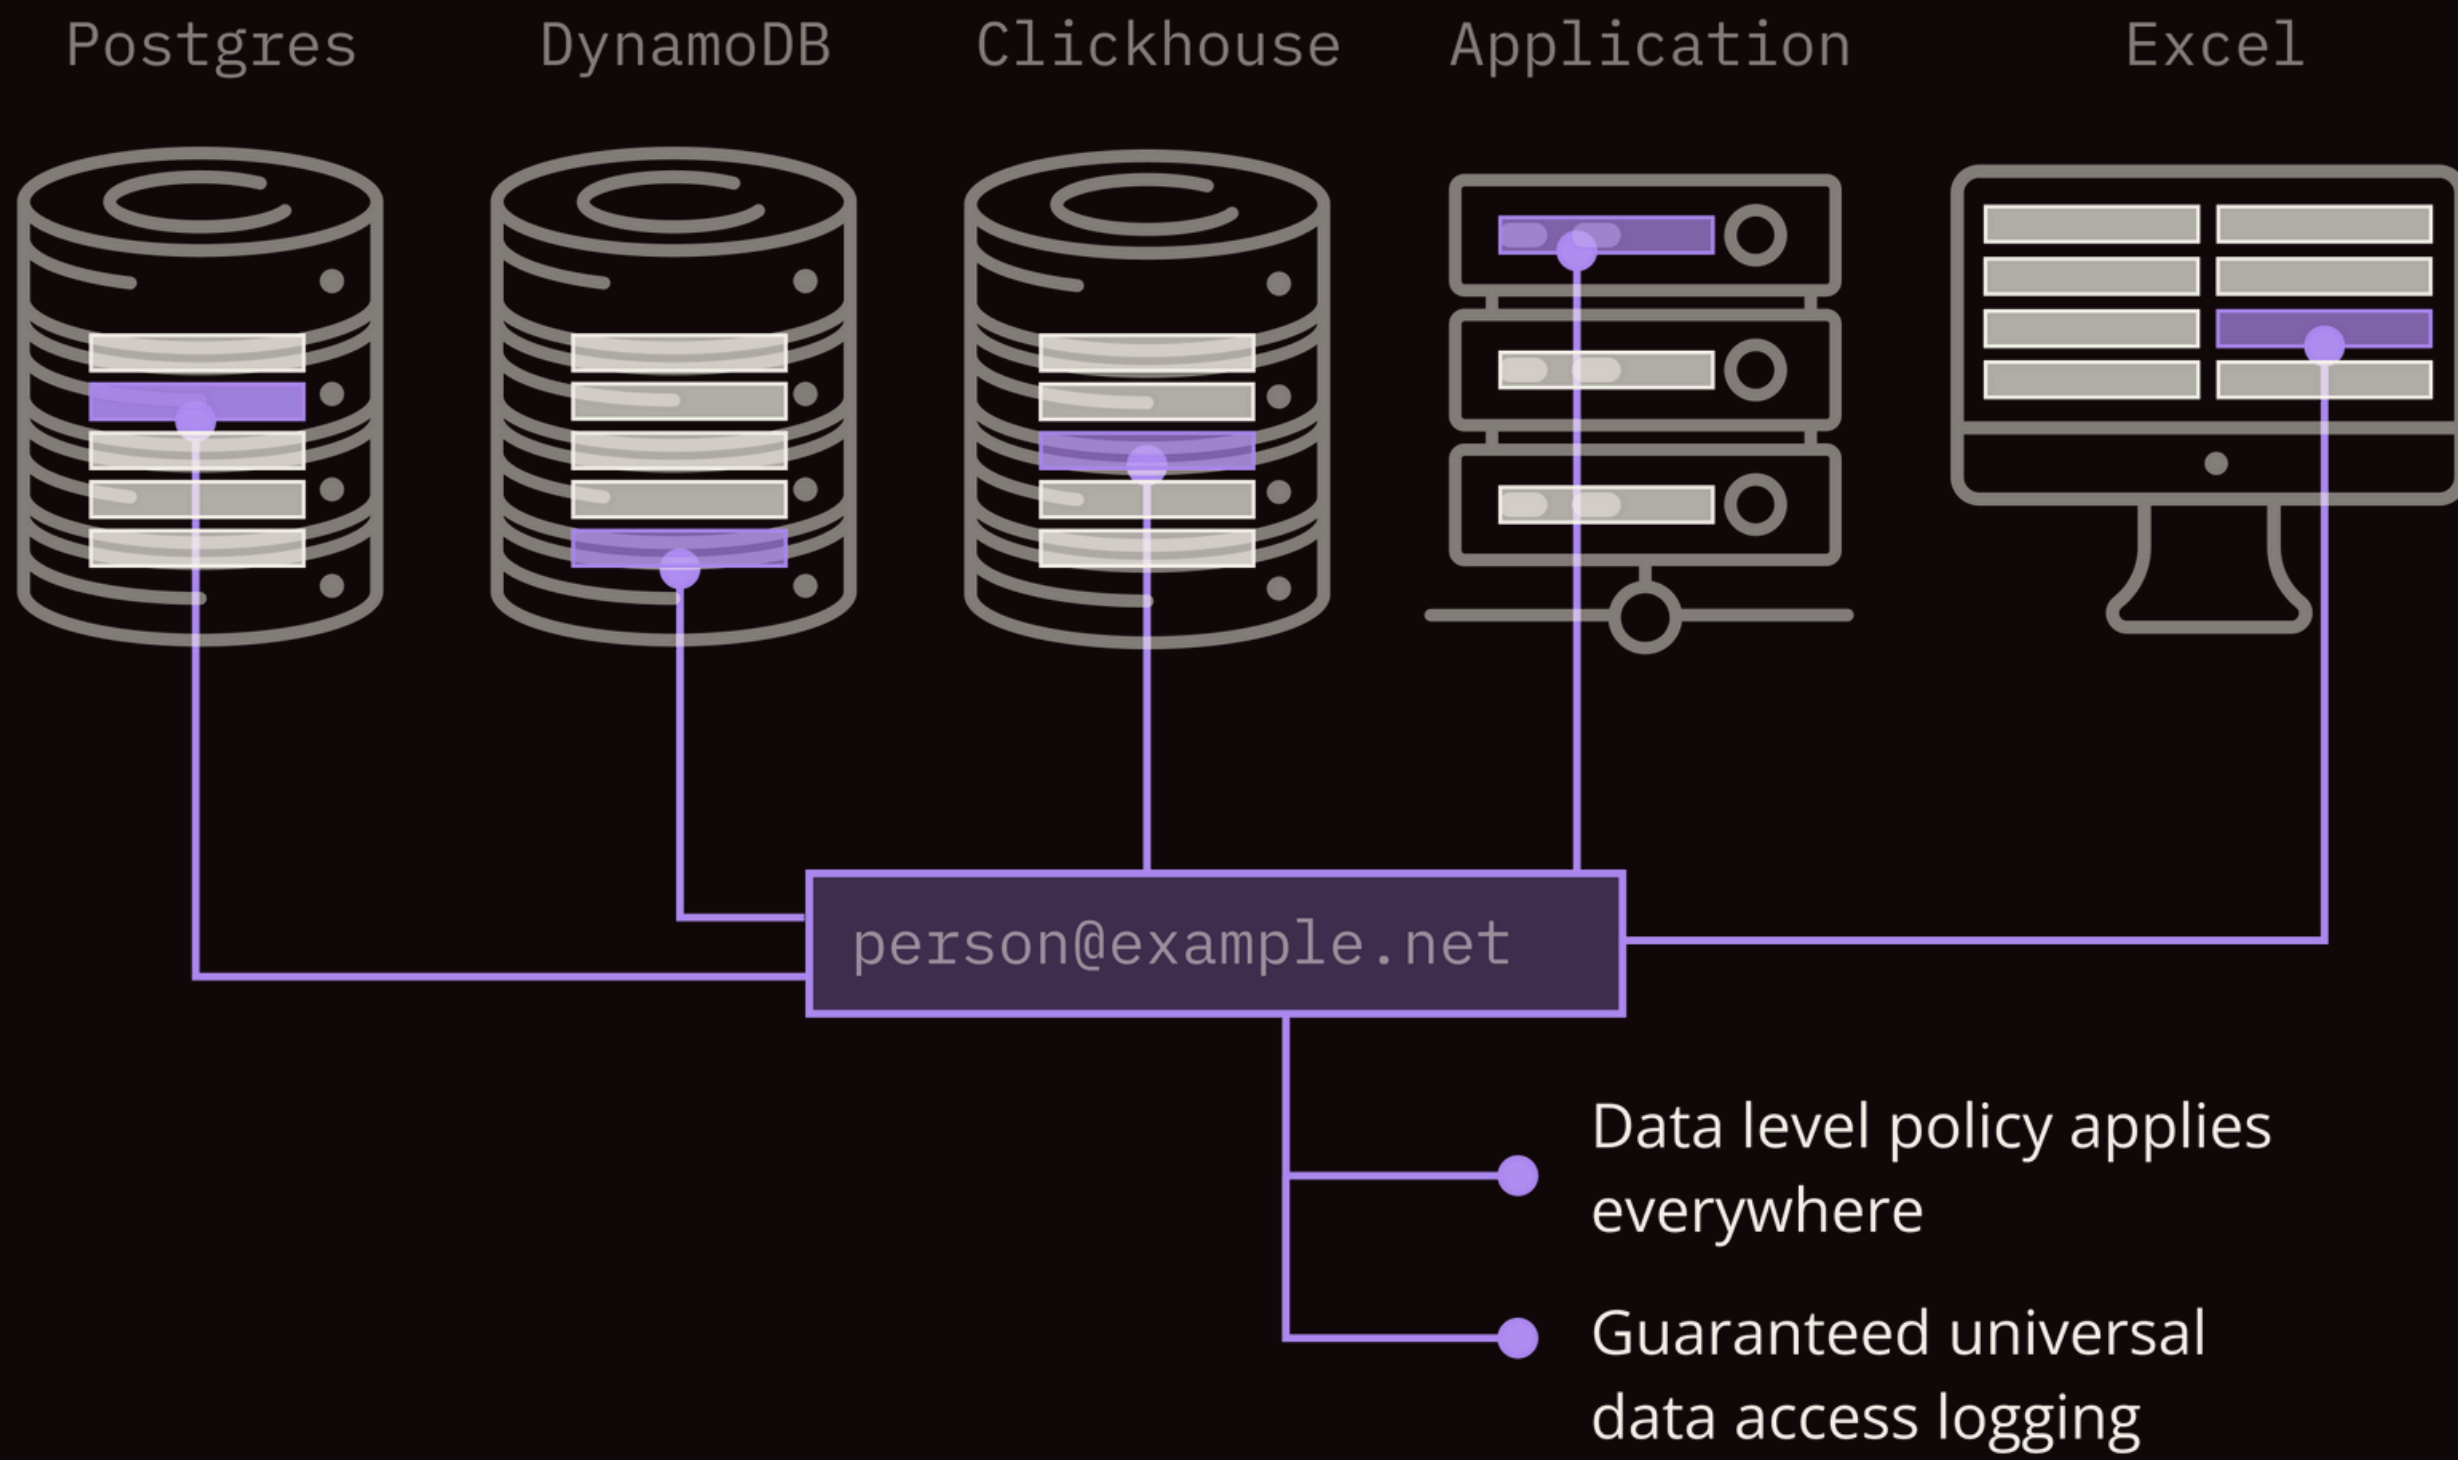 Postgres
DynamoDB
Clickhouse
Application
Excel
person@example.net
Data level policy applies
everywhere
Guaranteed universal
data access logging